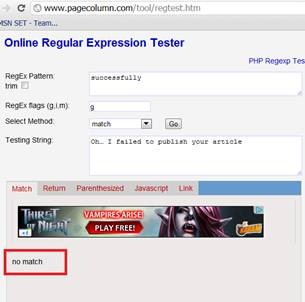 www.pagecolumn.com/tool/regtest.htm
MSN SET - Team...
Online Regular Expression Tester
PHP Regexp Tes
RegEx Pattern: successfully
trim
RegEx flags (g,i,m): g
Select Method: match Go
Testing String: Oh… I failed to publish your article
Match Return Parenthesized Javascript Link
THIRST OF NIGHT VAMPIRES ARISE PLAY FREE!
no match